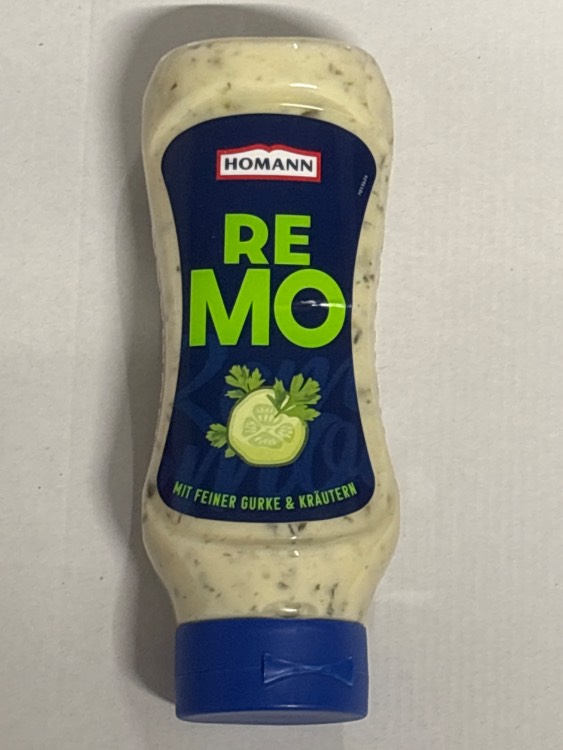 HOMANN
RE
MO
MIT FEINER GURKE & KRÄUTERN